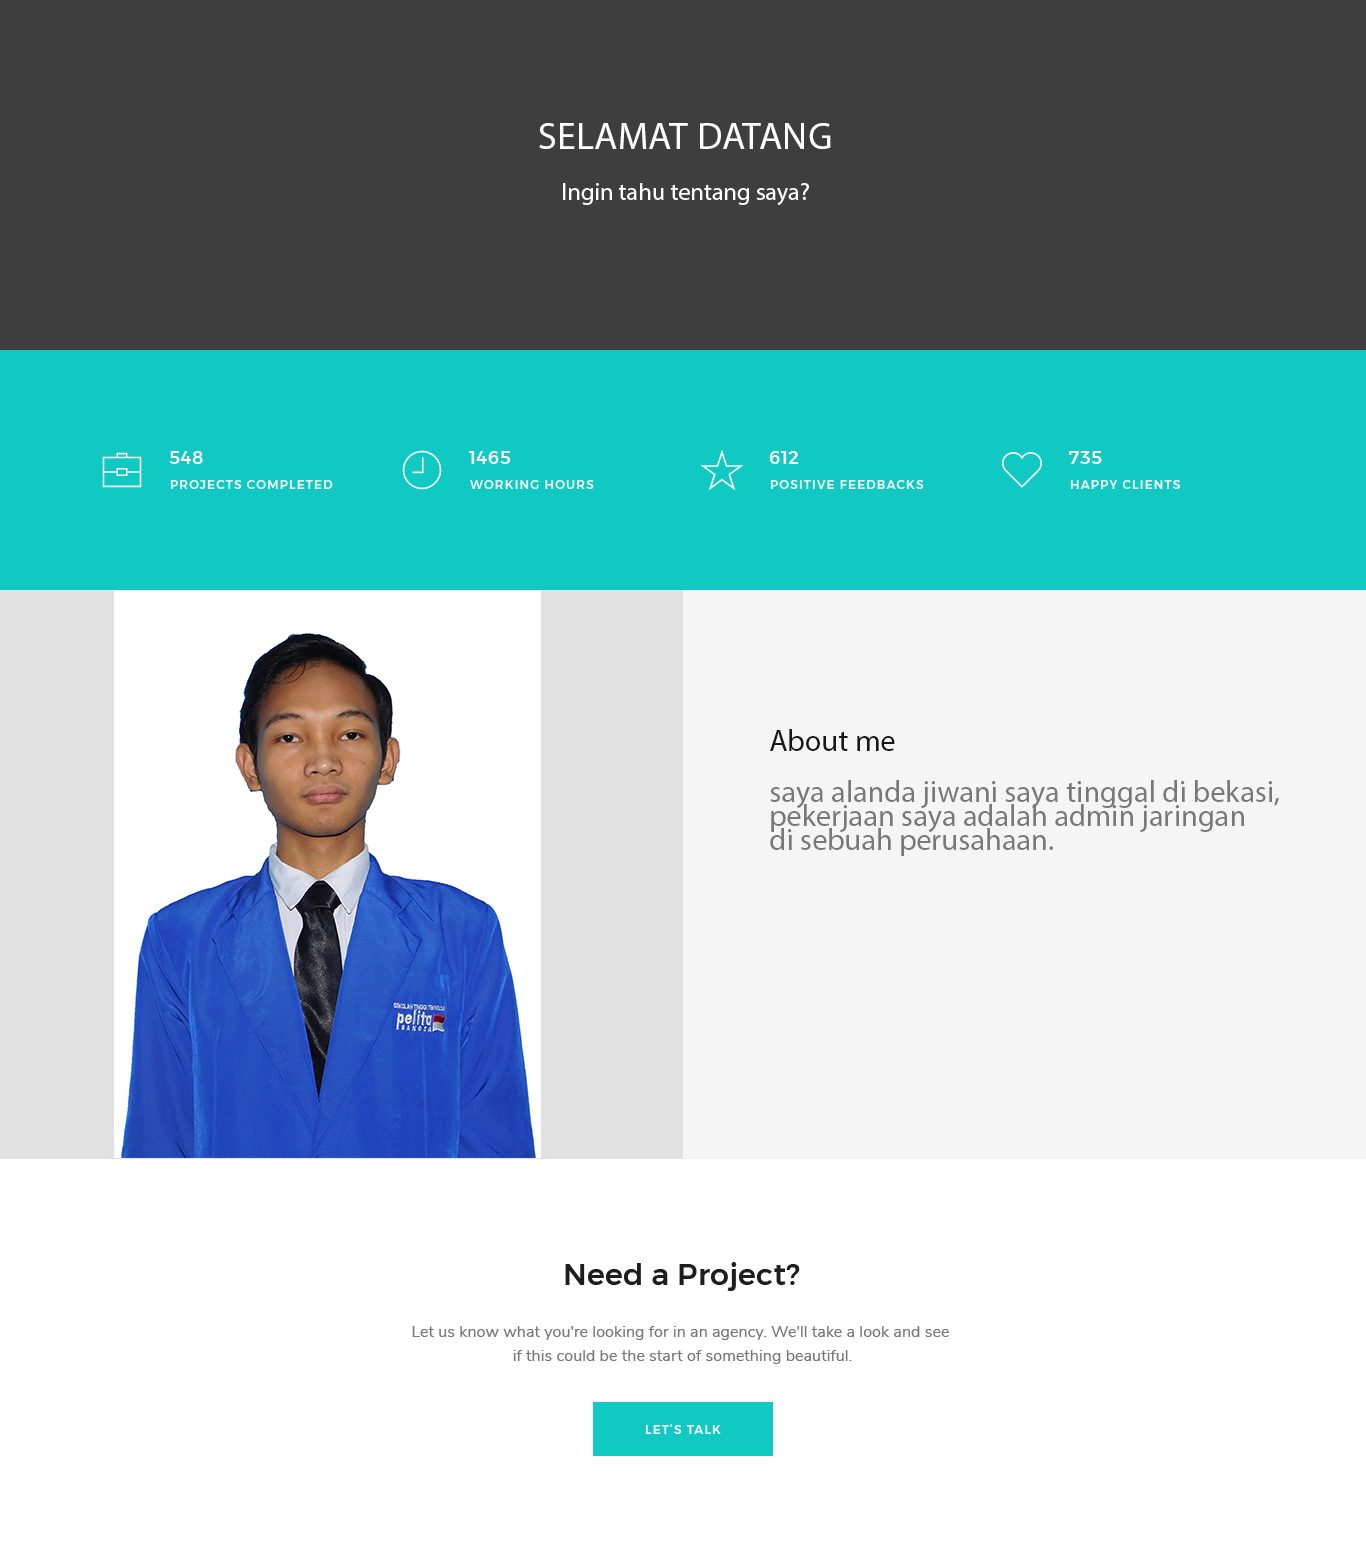 SELAMAT DATANG
Ingin tahu tentang saya?
548
PROJECTS COMPLETED
1465
WORKING HOURS
612
POSITIVE FEEDBACKS
735
HAPPY CLIENTS
About me
saya alanda jiwani saya tinggal di bekasi,
pekerjaan saya adalah admin jaringan
di sebuah perusahaan.
SEKOLAH TINGGI TEKNOLOGI
pelita
BANGSA
Need a Project?
Let us know what you're looking for in an agency. We'll take a look and see
if this could be the start of something beautiful.
LET'S TALK